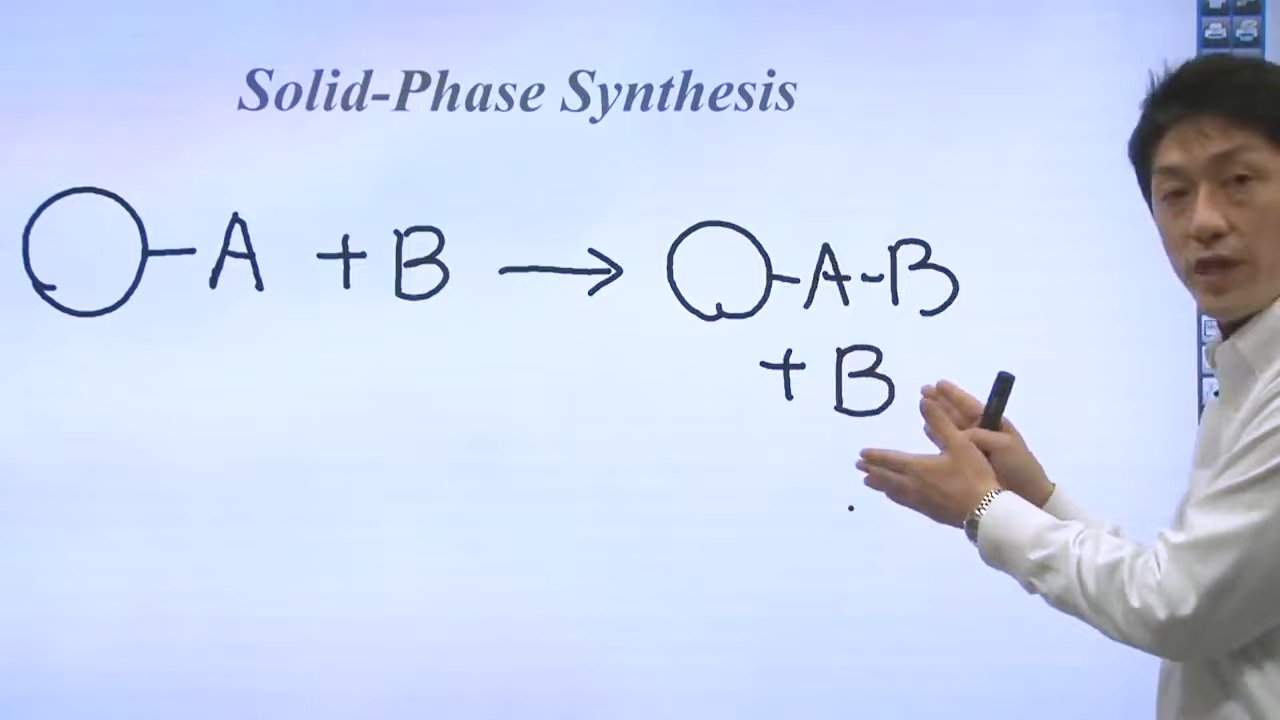 Solid-Phase Synthesis
A + B → A-B
+ B